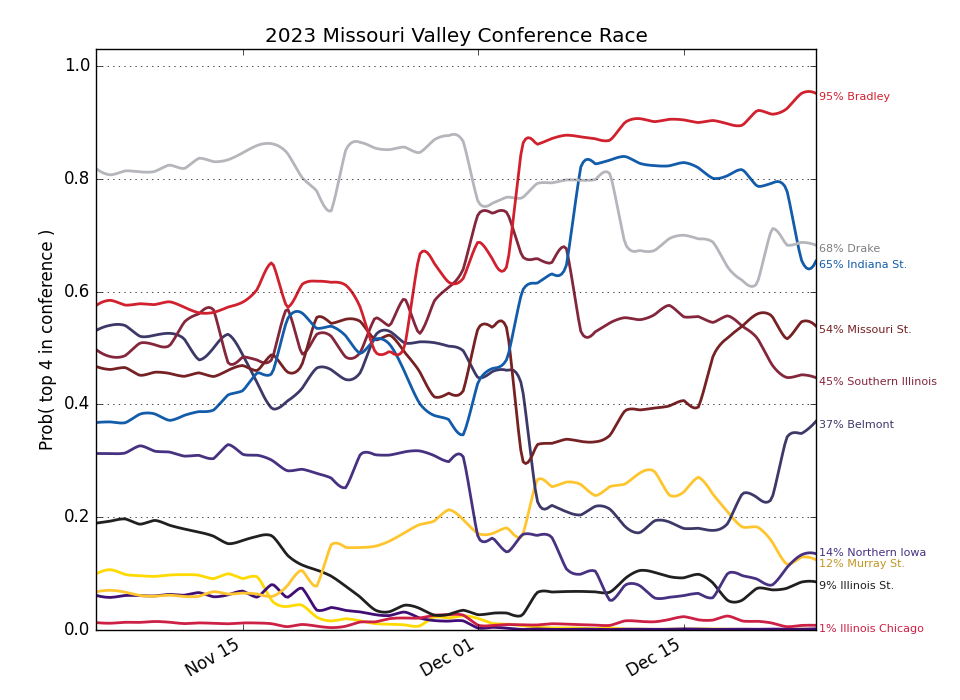 2023 Missouri Valley Conference Race
Prob( top 4 in conference )
1.0
0.8
0.6
0.4
0.2
0.0
Nov 15
Dec 01
Dec 15
95% Bradley
68% Drake
65% Indiana St.
54% Missouri St.
45% Southern Illinois
37% Belmont
14% Northern Iowa
12% Murray St.
9% Illinois St.
1% Illinois Chicago